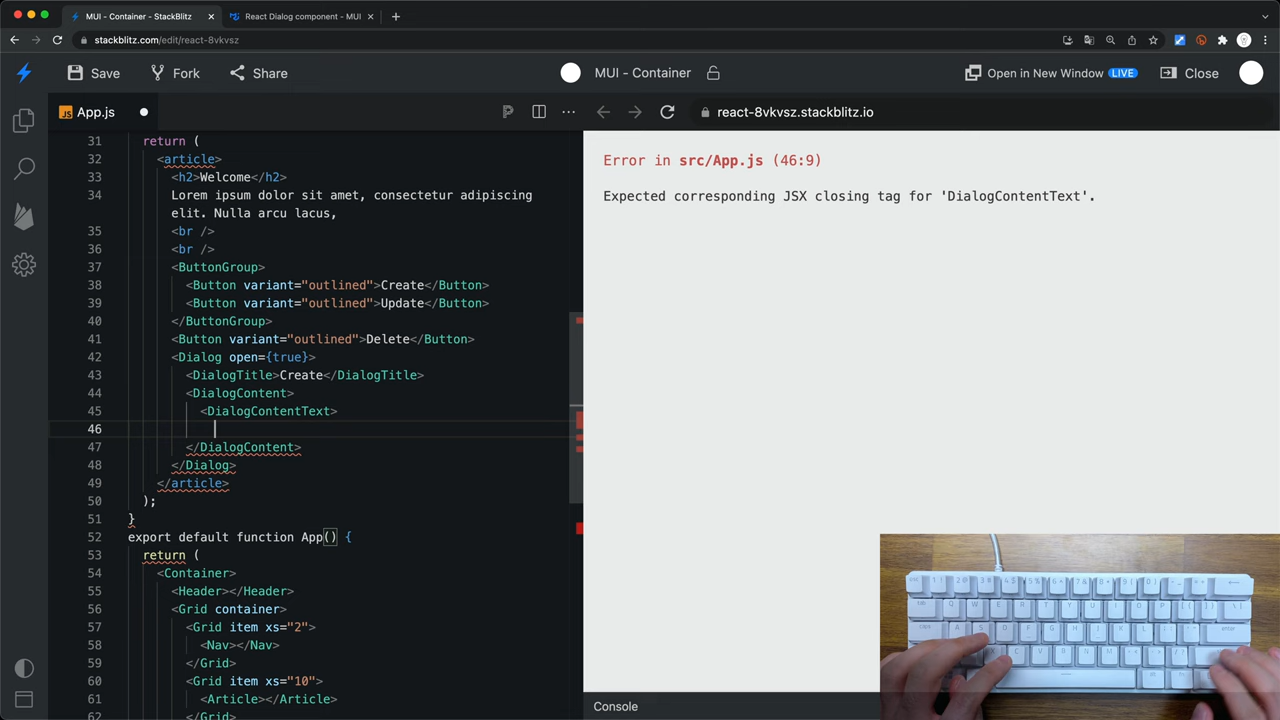 MUI - Container - StackBlitz
React Dialog component - MUI
stackblitz.com/edit/react-8vkvsz
Save
Fork
Share
MUI - Container
Open in New Window LIVE
Close
JS App.js
react-8vkvsz.stackblitz.io
31 return (
32 <article>
33 <h2>Welcome</h2>
34 Lorem ipsum dolor sit amet, consectetur adipiscing
elit. Nulla arcu lacus,
35 <br />
36 <br />
37 <ButtonGroup>
38 <Button variant="outlined">Create</Button>
39 <Button variant="outlined">Update</Button>
40 </ButtonGroup>
41 <Button variant="outlined">Delete</Button>
42 <Dialog open={true}>
43 <DialogTitle>Create</DialogTitle>
44 <DialogContent>
45 <DialogContentText>
46
47 </DialogContent>
48 </Dialog>
49 </article>
50 );
51 }
52 export default function App() {
53 return (
54 <Container>
55 <Header></Header>
56 <Grid container>
57 <Grid item xs="2">
58 <Nav></Nav>
59 </Grid>
60 <Grid item xs="10">
61 <Article></Article>
62 </Grid>
Error in src/App.js (46:9)
Expected corresponding JSX closing tag for 'DialogContentText'.
Console